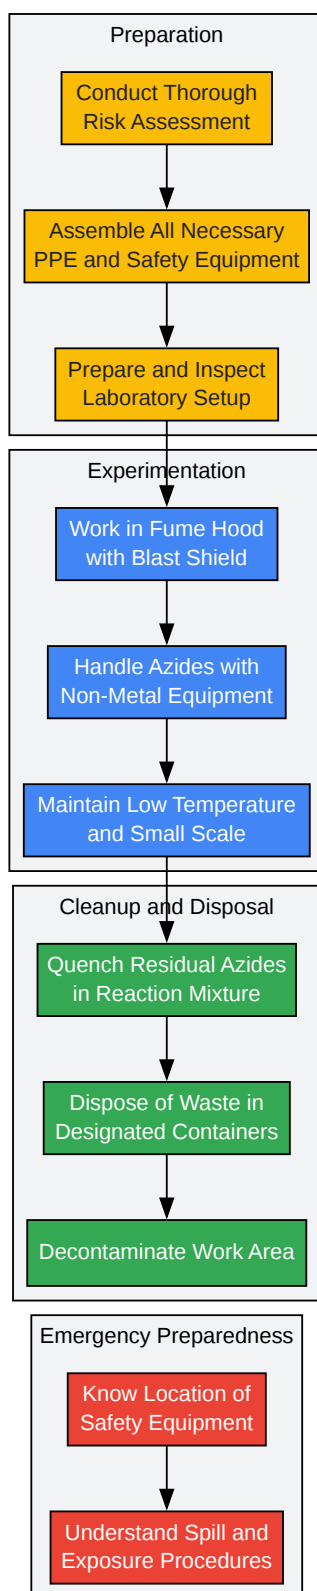 Preparation
Conduct Thorough
Risk Assessment
Assemble All Necessary
PPE and Safety Equipment
Prepare and Inspect
Laboratory Setup
Experimentation
Work in Fume Hood
with Blast Shield
Handle Azides with
Non-Metal Equipment
Maintain Low Temperature
and Small Scale
Cleanup and Disposal
Quench Residual Azides
in Reaction Mixture
Dispose of Waste in
Designated Containers
Decontaminate Work Area
Emergency Preparedness
Know Location of
Safety Equipment
Understand Spill and
Exposure Procedures